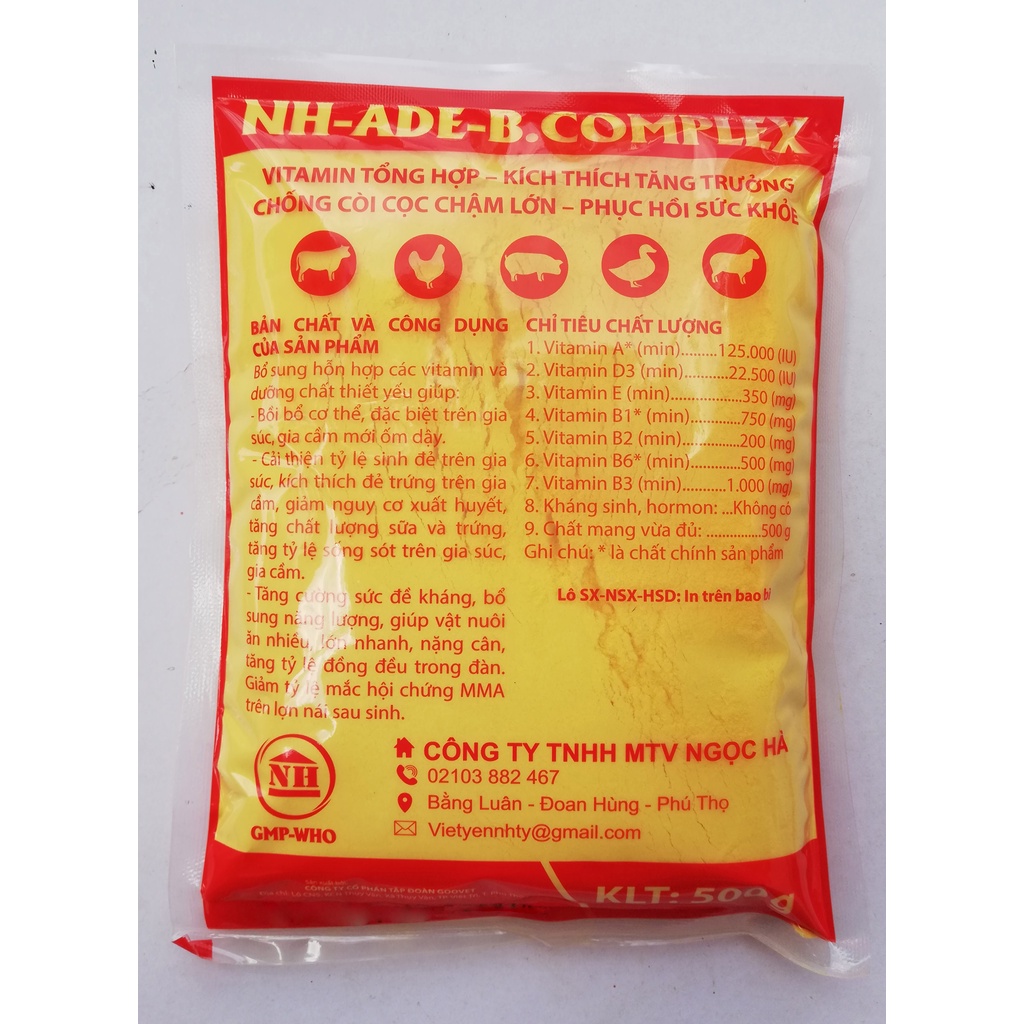 NH-ADE-B.COMPLEX
VITAMIN TỔNG HỢP – KÍCH THÍCH TĂNG TRƯỞNG
CHỐNG CÒI CỌC CHẬM LỚN – PHỤC HỒI SỨC KHỎE
BẢN CHẤT VÀ CÔNG DỤNG
CỦA SẢN PHẨM
Bổ sung hỗn hợp các vitamin và
dưỡng chất thiết yếu giúp:
- Bồi bổ cơ thể, đặc biệt trên gia
súc, gia cầm mới ốm dậy.
- Cải thiện tỷ lệ sinh đẻ trên gia
súc, kích thích đẻ trứng trên gia
cầm, giảm nguy cơ xuất huyết,
tăng chất lượng sữa và trứng,
tăng tỷ lệ sống sót trên gia súc,
gia cầm.
- Tăng cường sức đề kháng, bổ
sung năng lượng, giúp vật nuôi
ăn nhiều, lớn nhanh, nặng cân,
tăng tỷ lệ đồng đều trong đàn.
Giảm tỷ lệ mắc hội chứng MMA
trên lợn nái sau sinh.
CHỈ TIÊU CHẤT LƯỢNG
1. Vitamin A* (min).........125.000 (IU)
2. Vitamin D3 (min).........22.500 (IU)
3. Vitamin E (min)..................350 (mg)
4. Vitamin B1* (min).............750 (mg)
5. Vitamin B2 (min)..............200 (mg)
6. Vitamin B6* (min).............500 (mg)
7. Vitamin B3 (min)...........1.000 (mg)
8. Kháng sinh, hormon: ...Không có
9. Chất mang vừa đủ: ..............500 g
Ghi chú: * là chất chính sản phẩm
Lô SX-NSX-HSD: In trên bao bì
NH
GMP-WHO
CÔNG TY TNHH MTV NGỌC HÀ
02103 882 467
Bằng Luân - Đoan Hùng - Phú Thọ
Vietyennhty@gmail.com
CÔNG TY CỔ PHẦN TẬP ĐOÀN GOOVET
KLT: 500 g